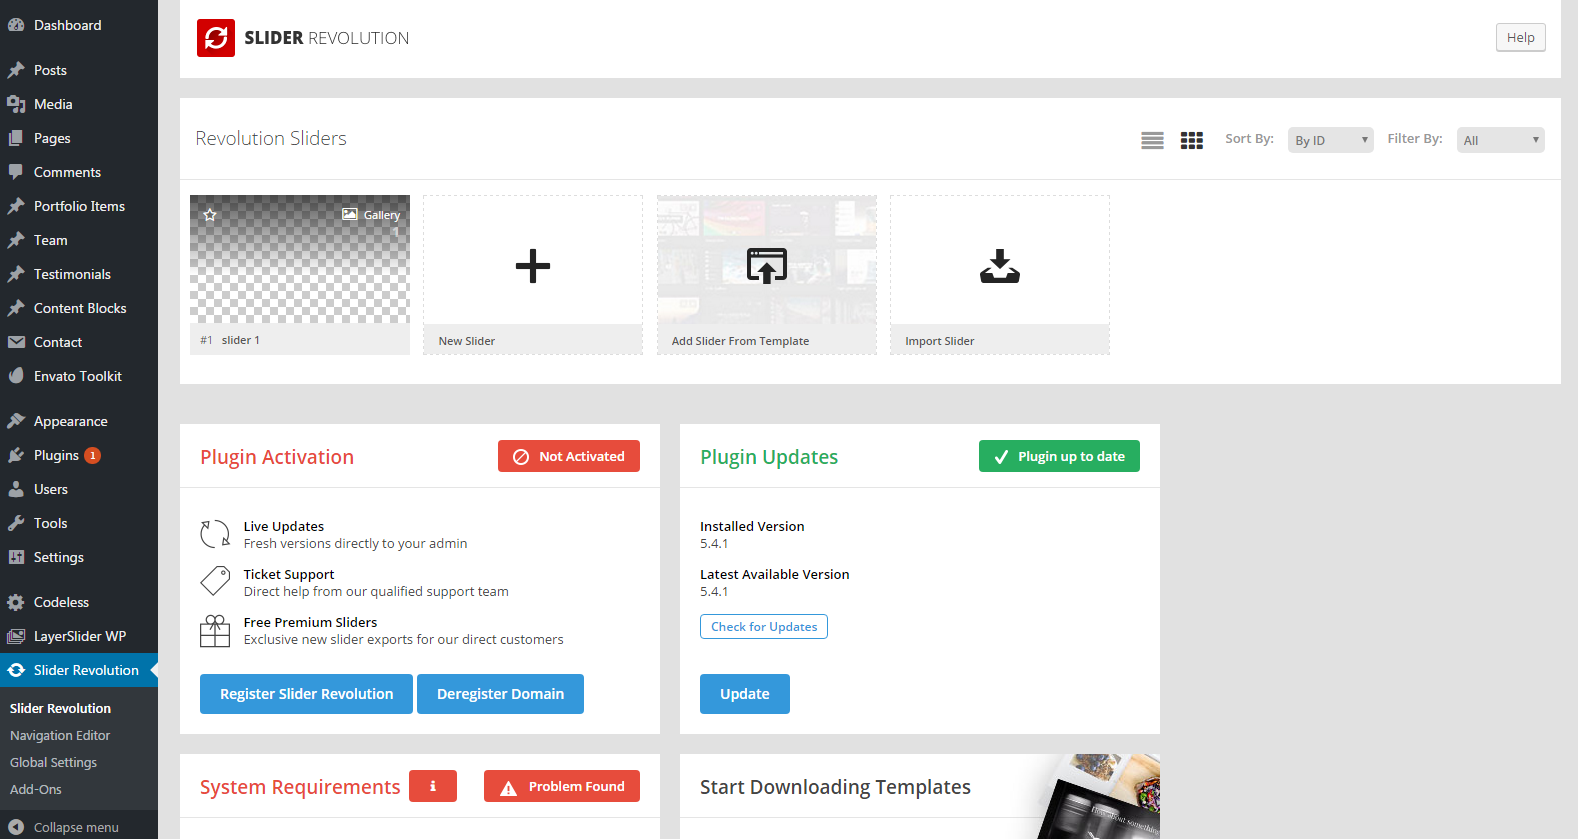 Dashboard
Posts
Media
Pages
Comments
Portfolio Items
Team
Testimonials
Content Blocks
Contact
Envato Toolkit
Appearance
Plugins 1
Users
Tools
Settings
Codeless
LayerSlider WP
Slider Revolution
Slider Revolution
Navigation Editor
Global Settings
Add-Ons
Collapse menu
SLIDER REVOLUTION
Help
Revolution Sliders
Sort By: By ID Filter By: All
Gallery
1
#1 slider 1
New Slider
Add Slider From Template
Import Slider
Plugin Activation
Not Activated
Live Updates
Fresh versions directly to your admin
Ticket Support
Direct help from our qualified support team
Free Premium Sliders
Exclusive new slider exports for our direct customers
Register Slider Revolution
Deregister Domain
Plugin Updates
Plugin up to date
Installed Version
5.4.1
Latest Available Version
5.4.1
Check for Updates
Update
System Requirements
Problem Found
Start Downloading Templates
How about something